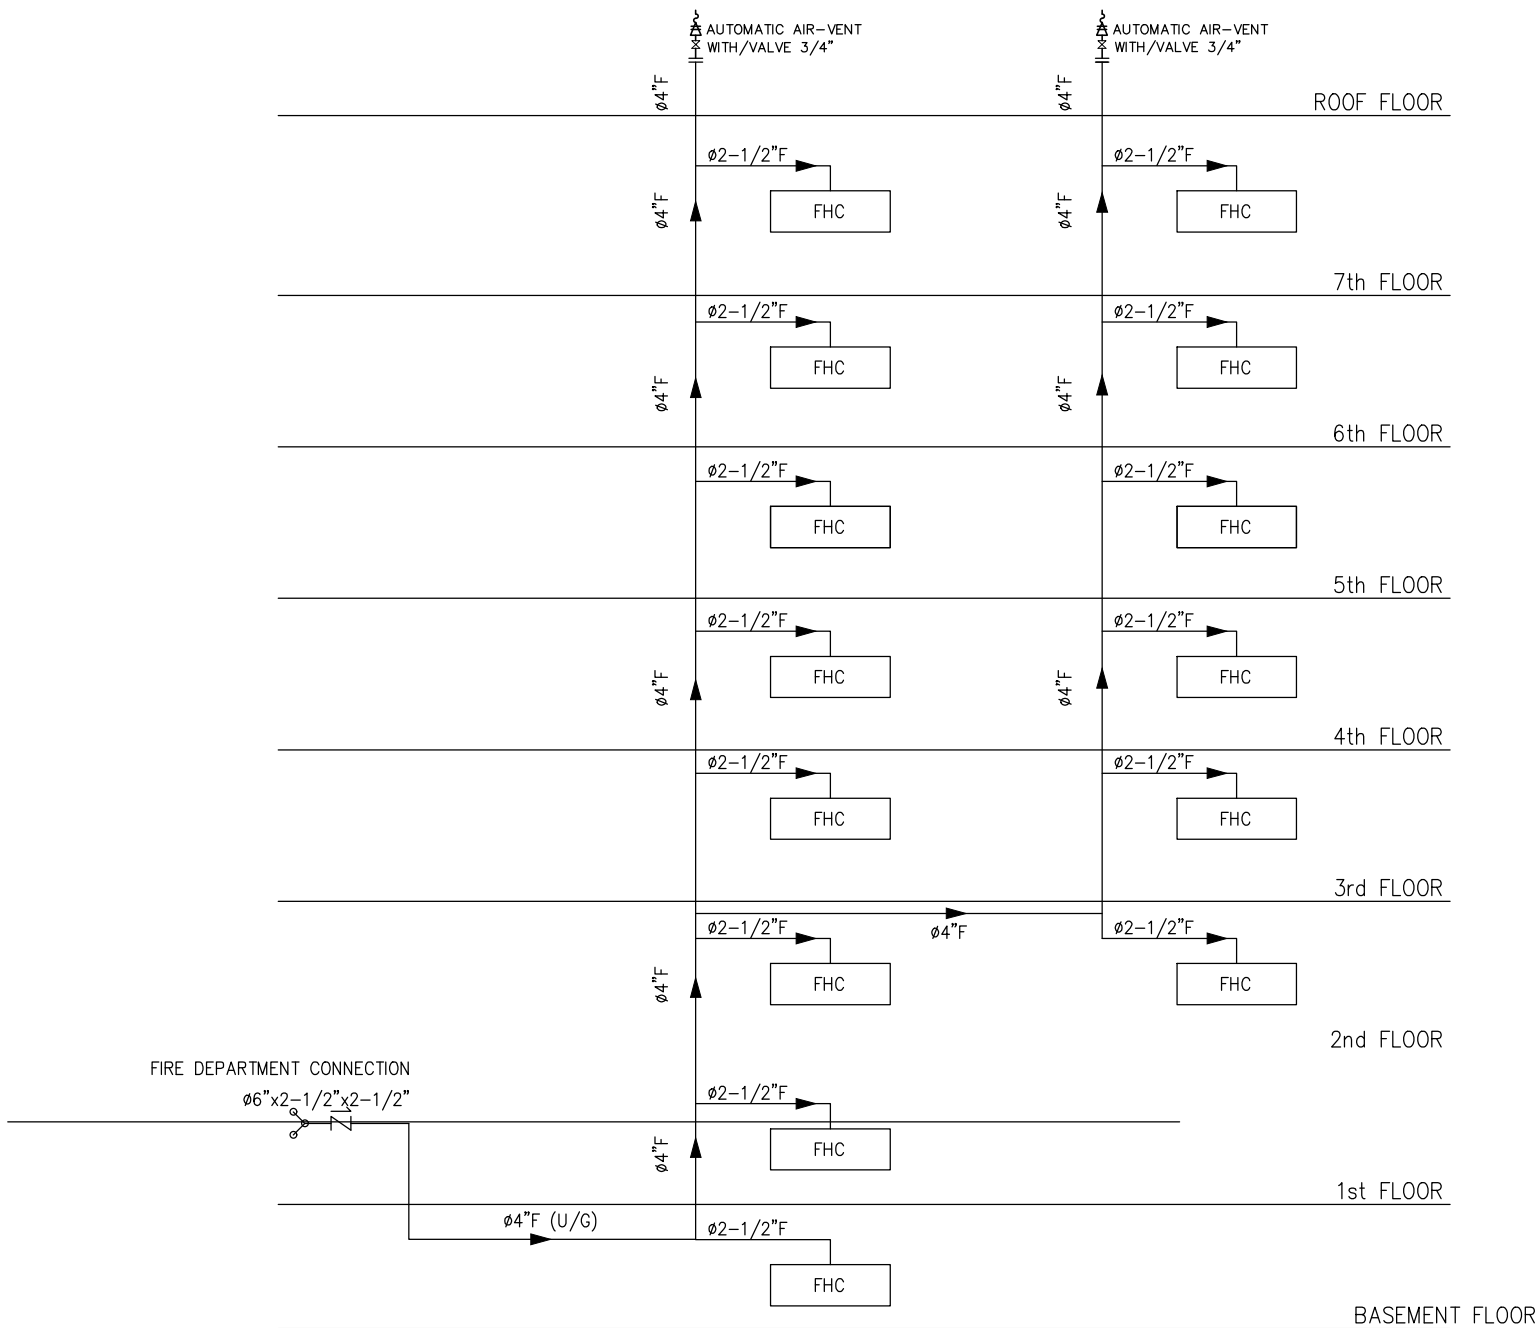 AUTOMATIC AIR-VENT
WITH/VALVE 3/4"
AUTOMATIC AIR-VENT
WITH/VALVE 3/4"
ø4"F
ø4"F
ROOF FLOOR
ø2-1/2"F
ø2-1/2"F
ø4"F
FHC
ø4"F
FHC
7th FLOOR
ø2-1/2"F
ø2-1/2"F
ø4"F
FHC
ø4"F
FHC
6th FLOOR
ø2-1/2"F
ø2-1/2"F
FHC
FHC
5th FLOOR
ø2-1/2"F
ø2-1/2"F
ø4"F
FHC
ø4"F
FHC
4th FLOOR
ø2-1/2"F
ø2-1/2"F
FHC
FHC
3rd FLOOR
ø2-1/2"F
ø4"F
ø2-1/2"F
ø4"F
FHC
FHC
2nd FLOOR
FIRE DEPARTMENT CONNECTION
ø6"x2-1/2"x2-1/2"
ø2-1/2"F
ø4"F
FHC
1st FLOOR
ø4"F (U/G)
ø2-1/2"F
FHC
BASEMENT FLOOR